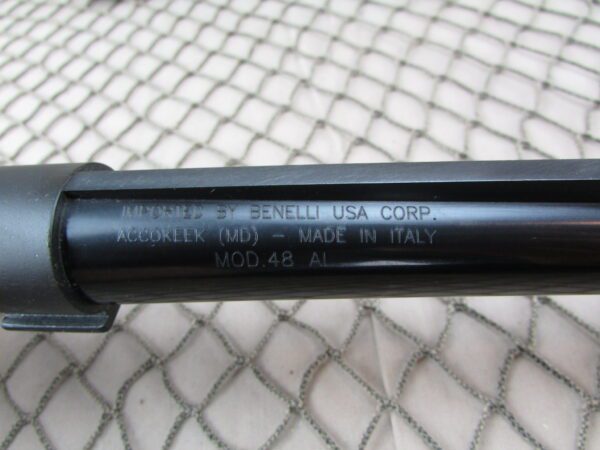 IMPORTED BY BENELLI USA CORP.
ACCOKEEK (MD) - MADE IN ITALY
MOD.48 AL